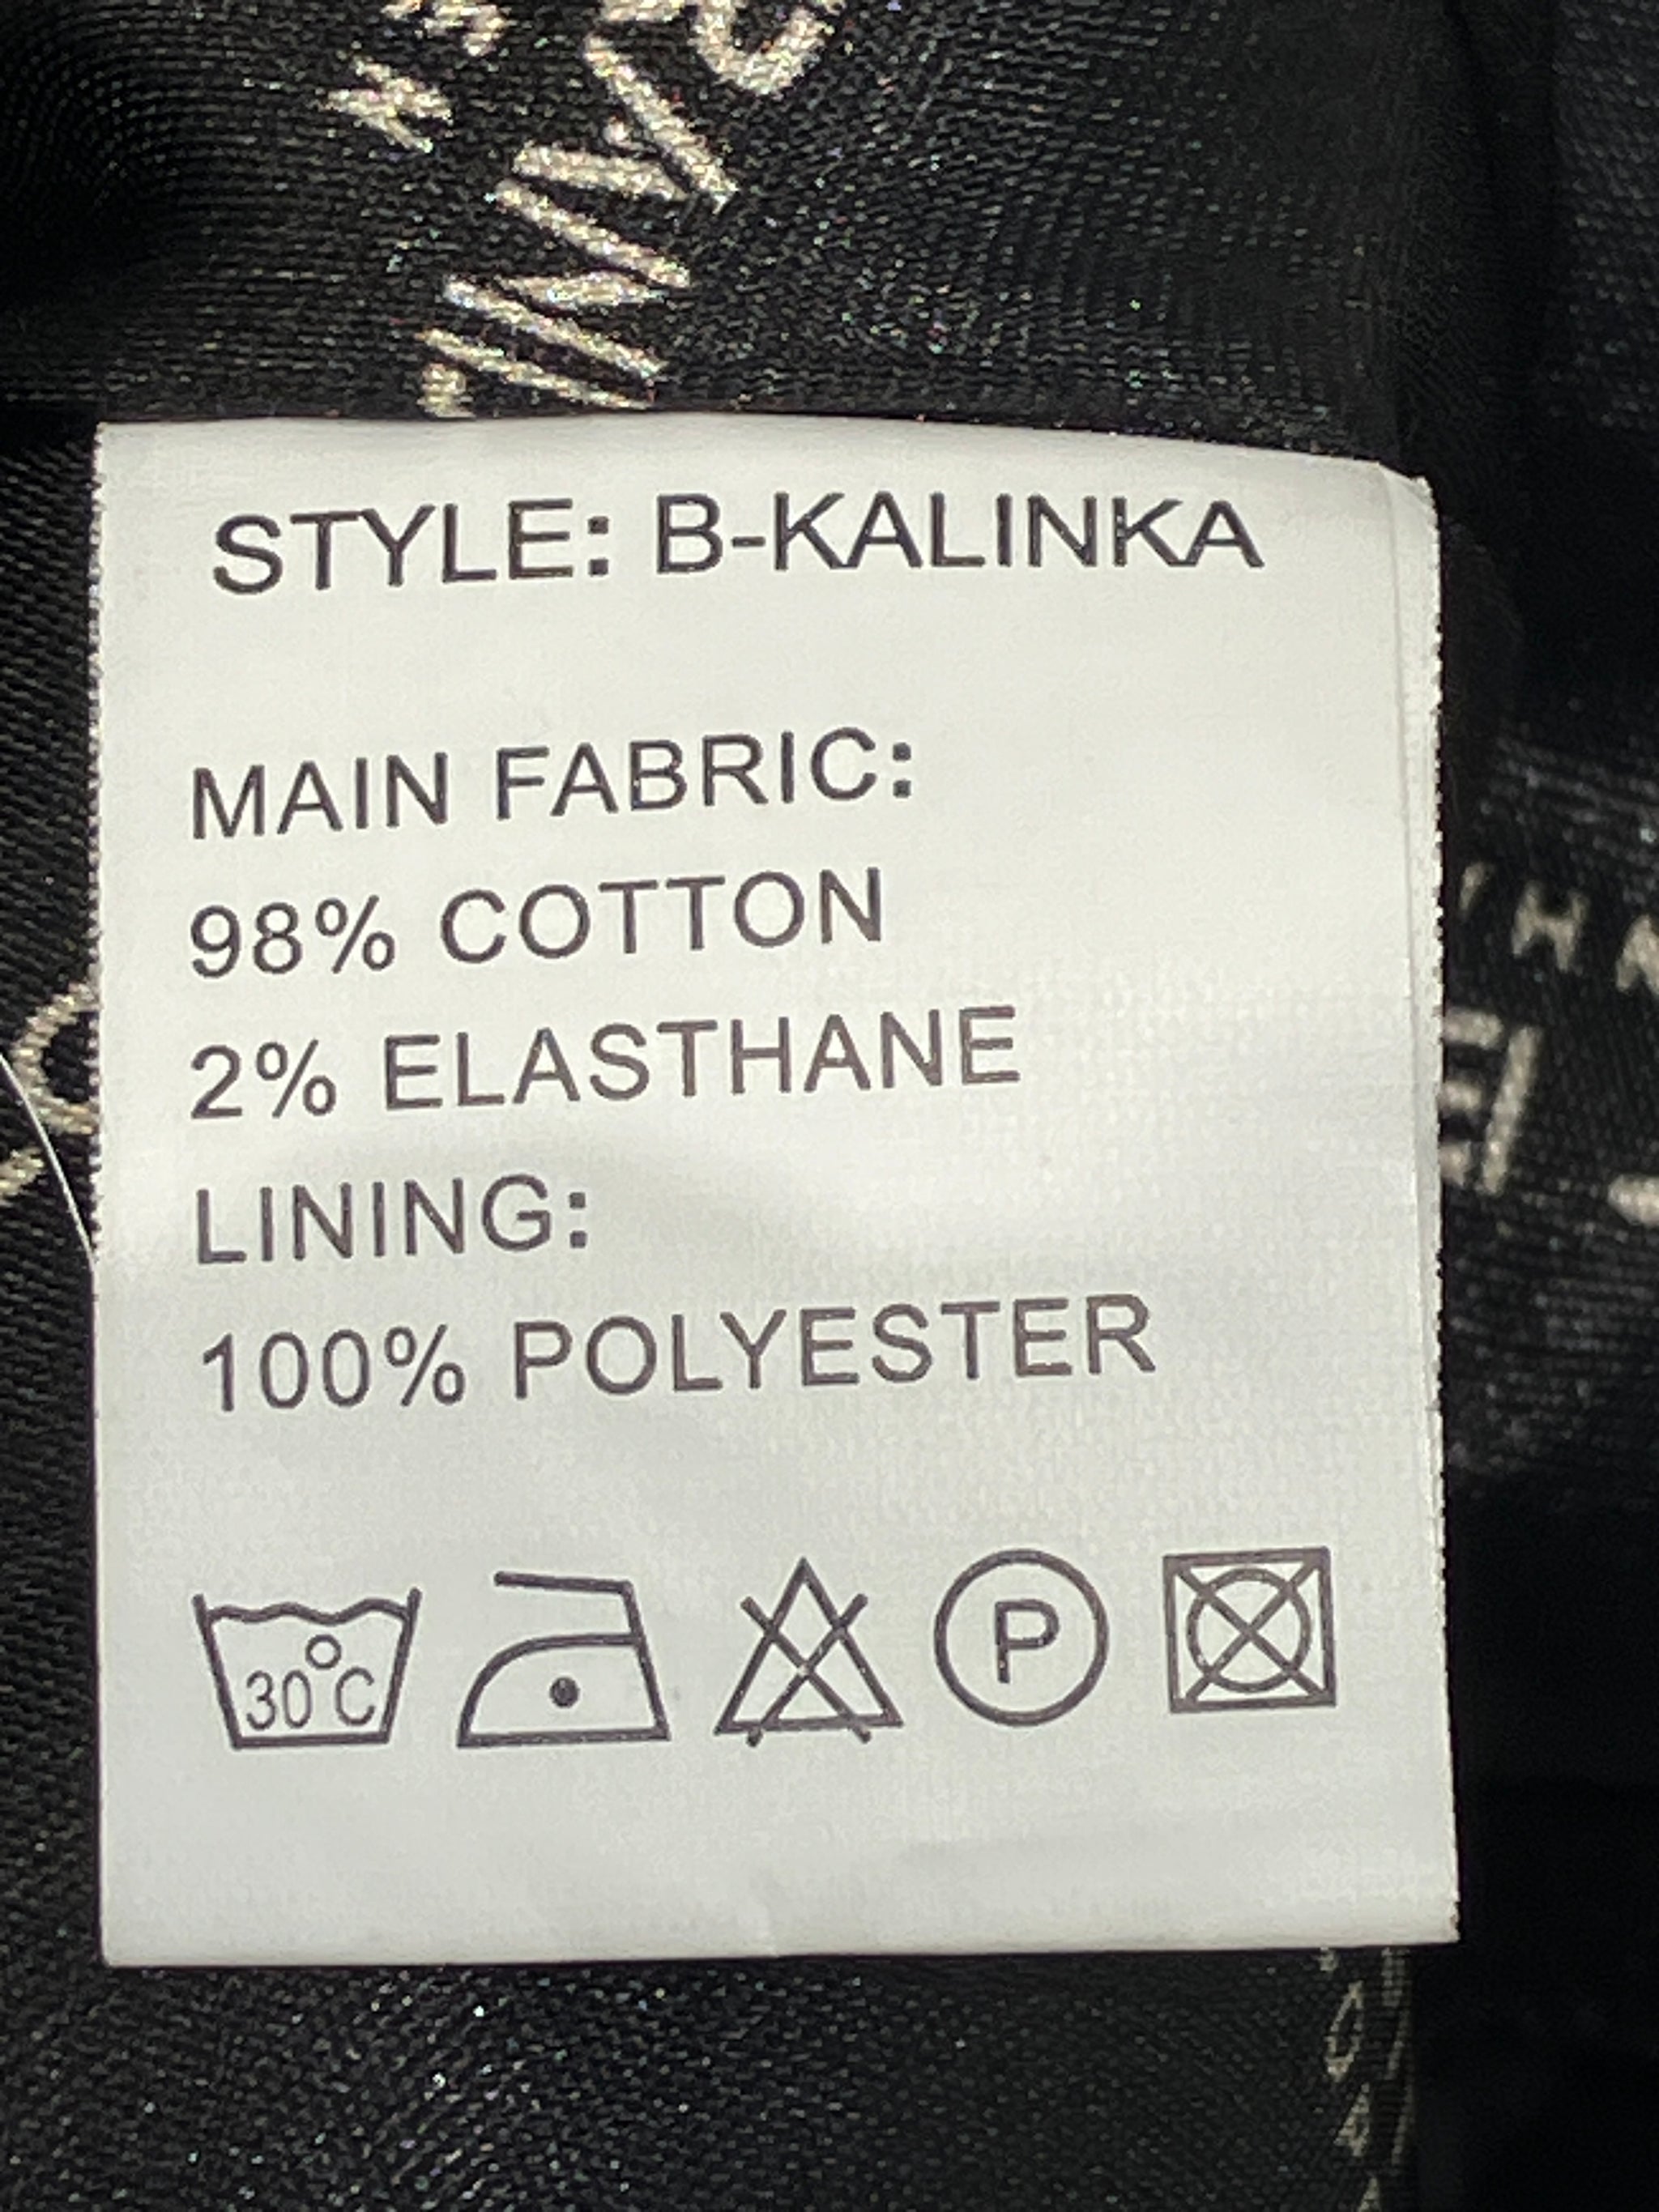 STYLE: B-KALINKA
MAIN FABRIC:
98% COTTON
2% ELASTHANE
LINING:
100% POLYESTER
30°C
P